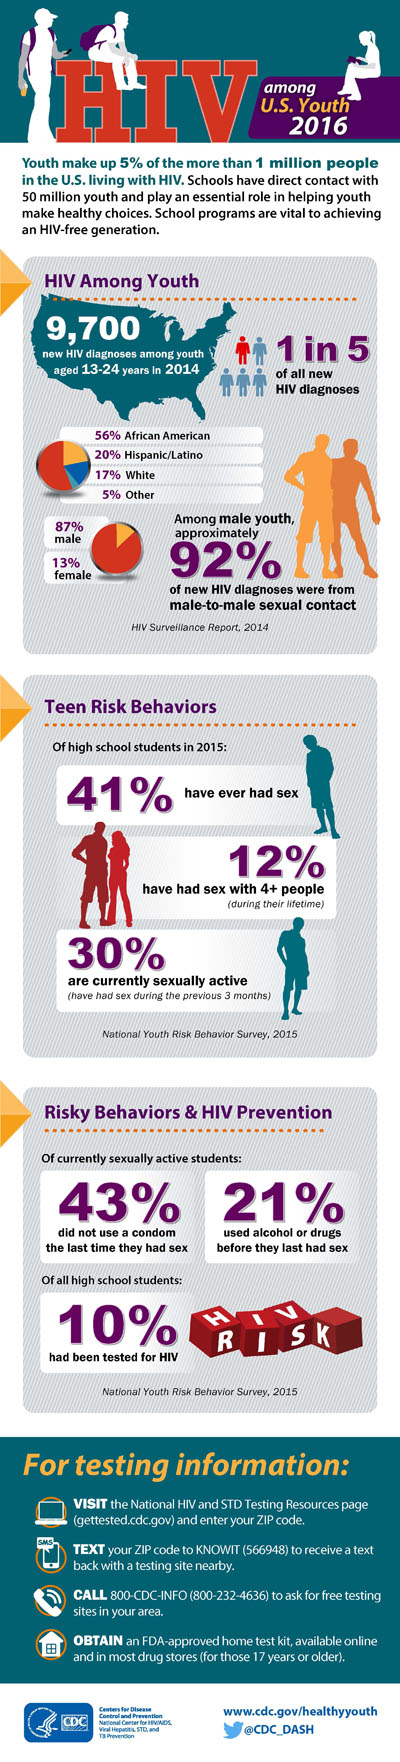 HIV
among
U.S. Youth
2016
Youth make up 5% of the more than 1 million people
in the U.S. living with HIV. Schools have direct contact with
50 million youth and play an essential role in helping youth
make healthy choices. School programs are vital to achieving
an HIV-free generation.
HIV Among Youth
9,700
new HIV diagnoses among youth
aged 13-24 years in 2014
1 in 5
of all new
HIV diagnoses
56% African American
20% Hispanic/Latino
17% White
5% Other
87%
male
13%
female
Among male youth,
approximately
92%
of new HIV diagnoses were from
male-to-male sexual contact
HIV Surveillance Report, 2014
Teen Risk Behaviors
Of high school students in 2015:
41% have ever had sex
12%
have had sex with 4+ people
(during their lifetime)
30%
are currently sexually active
(have had sex during the previous 3 months)
National Youth Risk Behavior Survey, 2015
Risky Behaviors & HIV Prevention
Of currently sexually active students:
43%
did not use a condom
the last time they had sex
21%
used alcohol or drugs
before they last had sex
Of all high school students:
10%
had been tested for HIV
HIV
RISK
National Youth Risk Behavior Survey, 2015
For testing information:
VISIT the National HIV and STD Testing Resources page
(gettested.cdc.gov) and enter your ZIP code.
SMS
TEXT your ZIP code to KNOWIT (566948) to receive a text
back with a testing site nearby.
CALL 800-CDC-INFO (800-232-4636) to ask for free testing
sites in your area.
OBTAIN an FDA-approved home test kit, available online
and in most drug stores (for those 17 years or older).
CDC
Centers for Disease
Control and Prevention
National Center for HIV/AIDS,
Viral Hepatitis, STD, and
TB Prevention
www.cdc.gov/healthyyouth
@CDC_DASH